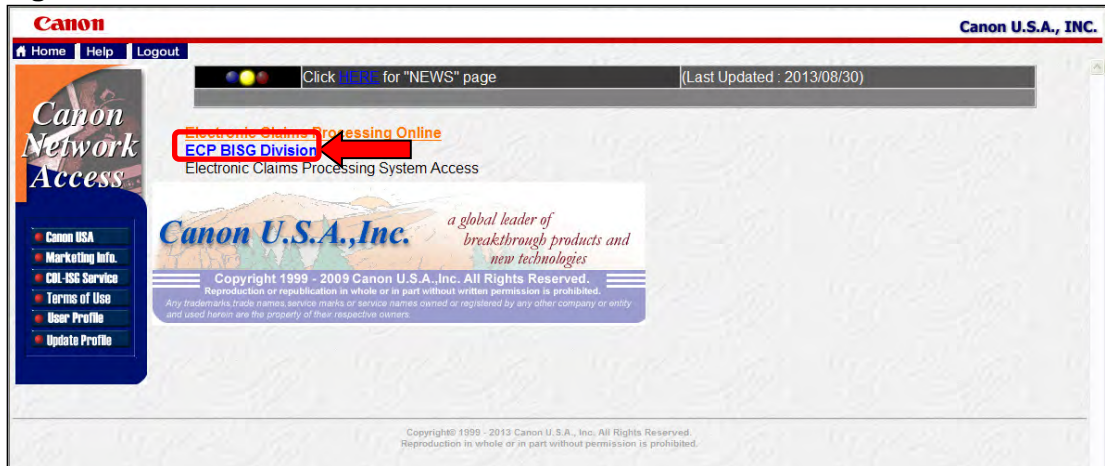 Canon
Canon U.S.A., INC.
Home Help Logout
Click HERE for "NEWS" page (Last Updated : 2013/08/30)
Canon
Network
Access
Electronic Claims Processing Online
ECP BISG Division
Electronic Claims Processing System Access
Canon U.S.A.,Inc.
a global leader of
breakthrough products and
new technologies
Copyright 1999 - 2009 Canon U.S.A.,Inc. All Rights Reserved.
Reproduction or republication in whole or in part without written permission is prohibited.
Any trademarks,trade names,service marks or service names owned or registered by any other company or entity
and used herein are the property of their respective owners.
Canon USA
Marketing Info.
CBL-ISG Service
Terms of Use
User Profile
Update Profile
Copyright© 1999 - 2013 Canon U.S.A., Inc. All Rights Reserved.
Reproduction in whole or in part without permission is prohibited.